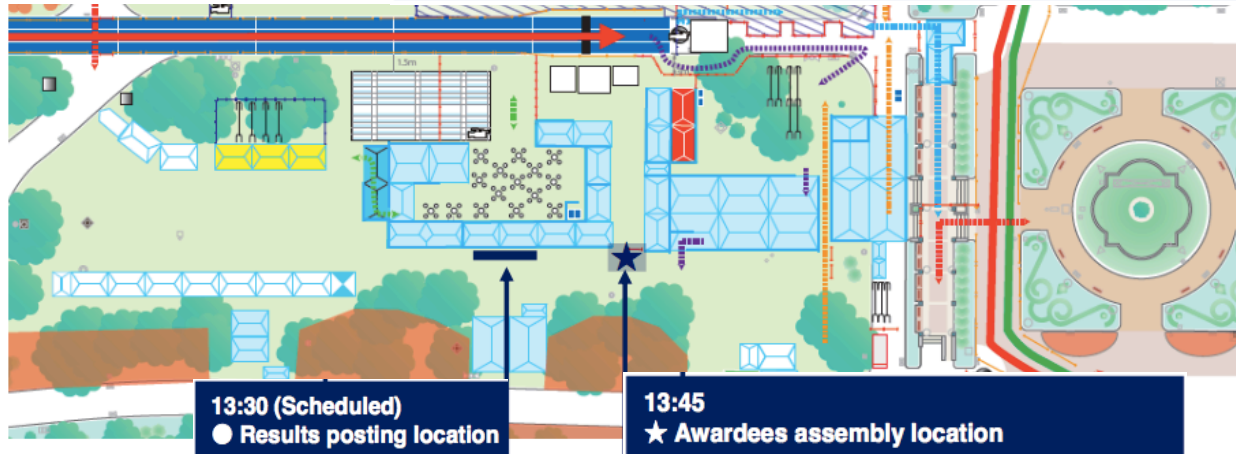 1.5m
13:30 (Scheduled)
● Results posting location
13:45
★ Awardees assembly location